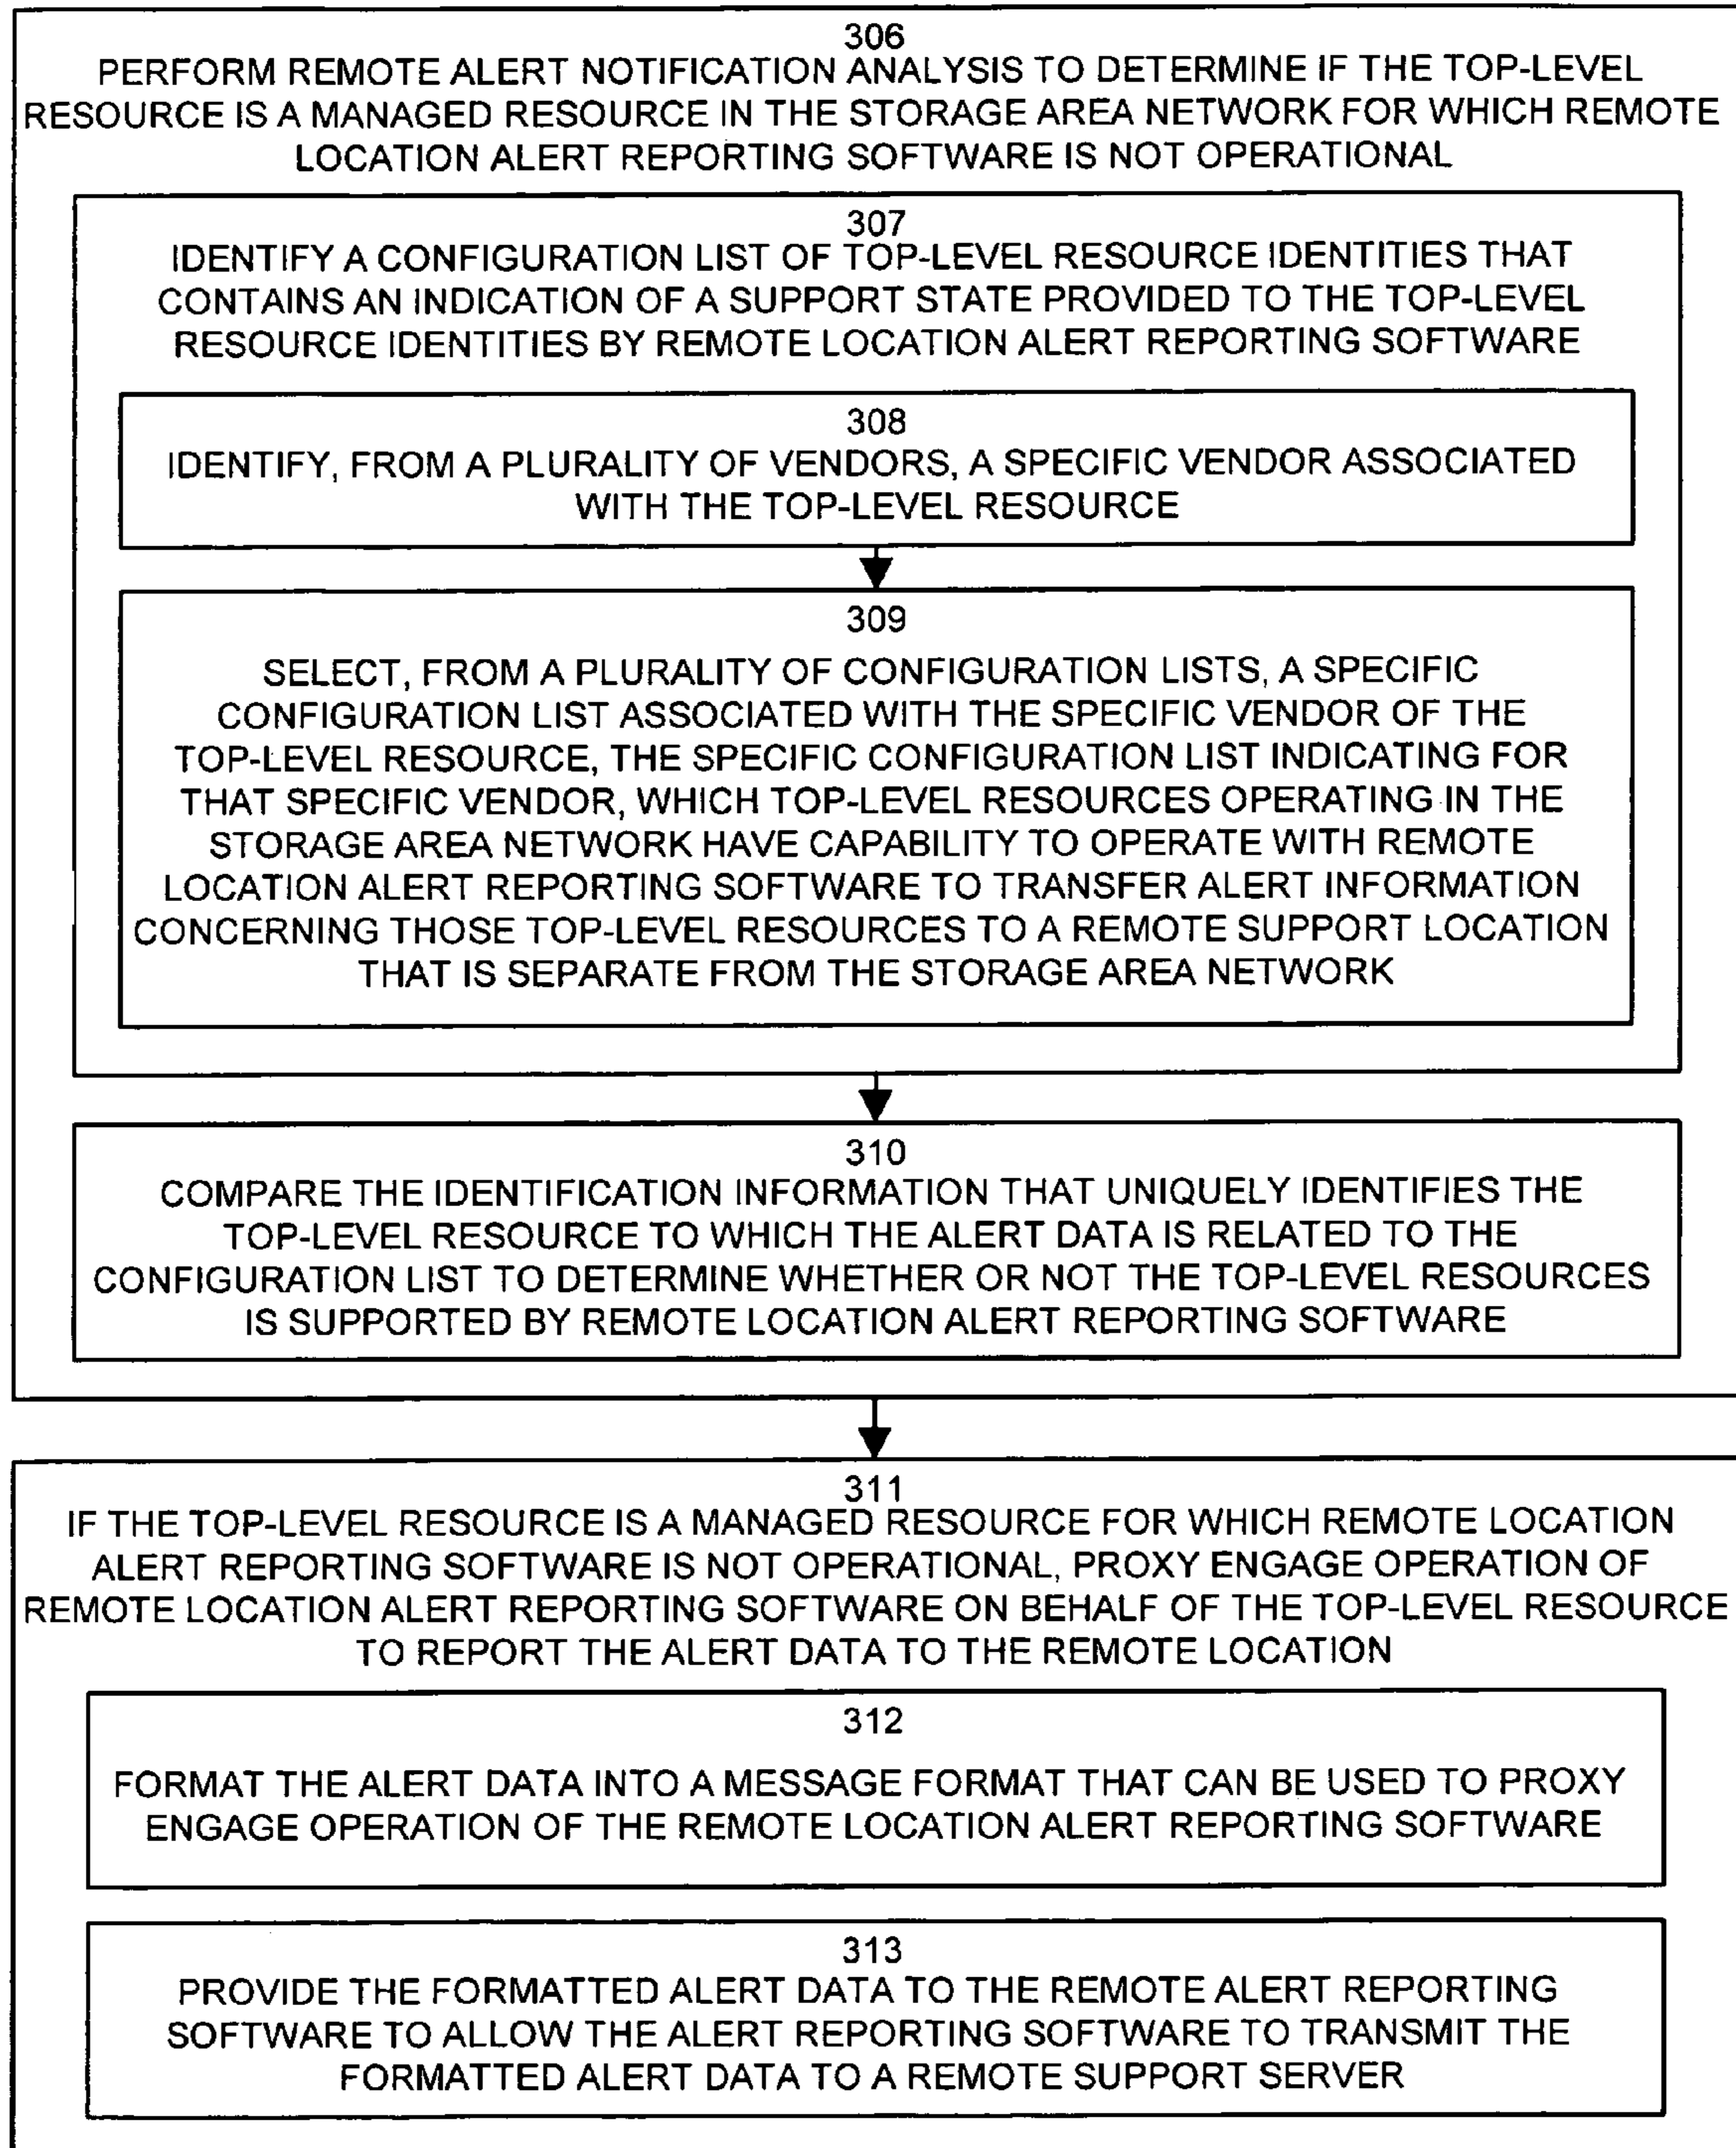 306
PERFORM REMOTE ALERT NOTIFICATION ANALYSIS TO DETERMINE IF THE TOP-LEVEL
RESOURCE IS A MANAGED RESOURCE IN THE STORAGE AREA NETWORK FOR WHICH REMOTE
LOCATION ALERT REPORTING SOFTWARE IS NOT OPERATIONAL
307
IDENTIFY A CONFIGURATION LIST OF TOP-LEVEL RESOURCE IDENTITIES THAT
CONTAINS AN INDICATION OF A SUPPORT STATE PROVIDED TO THE TOP-LEVEL
RESOURCE IDENTITIES BY REMOTE LOCATION ALERT REPORTING SOFTWARE
308
IDENTIFY, FROM A PLURALITY OF VENDORS, A SPECIFIC VENDOR ASSOCIATED
WITH THE TOP-LEVEL RESOURCE
309
SELECT, FROM A PLURALITY OF CONFIGURATION LISTS, A SPECIFIC
CONFIGURATION LIST ASSOCIATED WITH THE SPECIFIC VENDOR OF THE
TOP-LEVEL RESOURCE, THE SPECIFIC CONFIGURATION LIST INDICATING FOR
THAT SPECIFIC VENDOR, WHICH TOP-LEVEL RESOURCES OPERATING IN THE
STORAGE AREA NETWORK HAVE CAPABILITY TO OPERATE WITH REMOTE
LOCATION ALERT REPORTING SOFTWARE TO TRANSFER ALERT INFORMATION
CONCERNING THOSE TOP-LEVEL RESOURCES TO A REMOTE SUPPORT LOCATION
THAT IS SEPARATE FROM THE STORAGE AREA NETWORK
310
COMPARE THE IDENTIFICATION INFORMATION THAT UNIQUELY IDENTIFIES THE
TOP-LEVEL RESOURCE TO WHICH THE ALERT DATA IS RELATED TO THE
CONFIGURATION LIST TO DETERMINE WHETHER OR NOT THE TOP-LEVEL RESOURCES
IS SUPPORTED BY REMOTE LOCATION ALERT REPORTING SOFTWARE
311
IF THE TOP-LEVEL RESOURCE IS A MANAGED RESOURCE FOR WHICH REMOTE LOCATION
ALERT REPORTING SOFTWARE IS NOT OPERATIONAL, PROXY ENGAGE OPERATION OF
REMOTE LOCATION ALERT REPORTING SOFTWARE ON BEHALF OF THE TOP-LEVEL RESOURCE
TO REPORT THE ALERT DATA TO THE REMOTE LOCATION
312
FORMAT THE ALERT DATA INTO A MESSAGE FORMAT THAT CAN BE USED TO PROXY
ENGAGE OPERATION OF THE REMOTE LOCATION ALERT REPORTING SOFTWARE
313
PROVIDE THE FORMATTED ALERT DATA TO THE REMOTE ALERT REPORTING
SOFTWARE TO ALLOW THE ALERT REPORTING SOFTWARE TO TRANSMIT THE
FORMATTED ALERT DATA TO A REMOTE SUPPORT SERVER